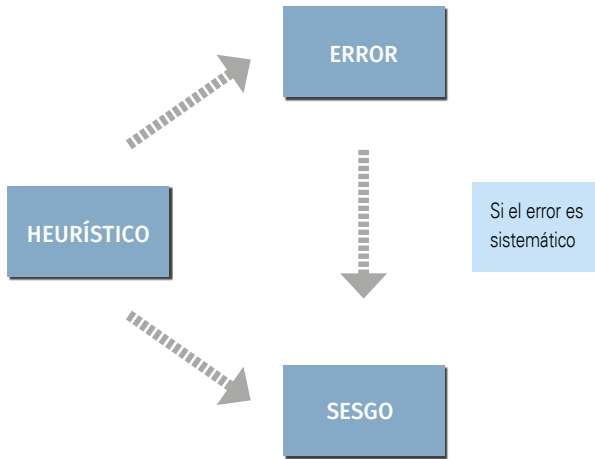 ERROR
HEURÍSTICO
Si el error es
sistemático
SESGO